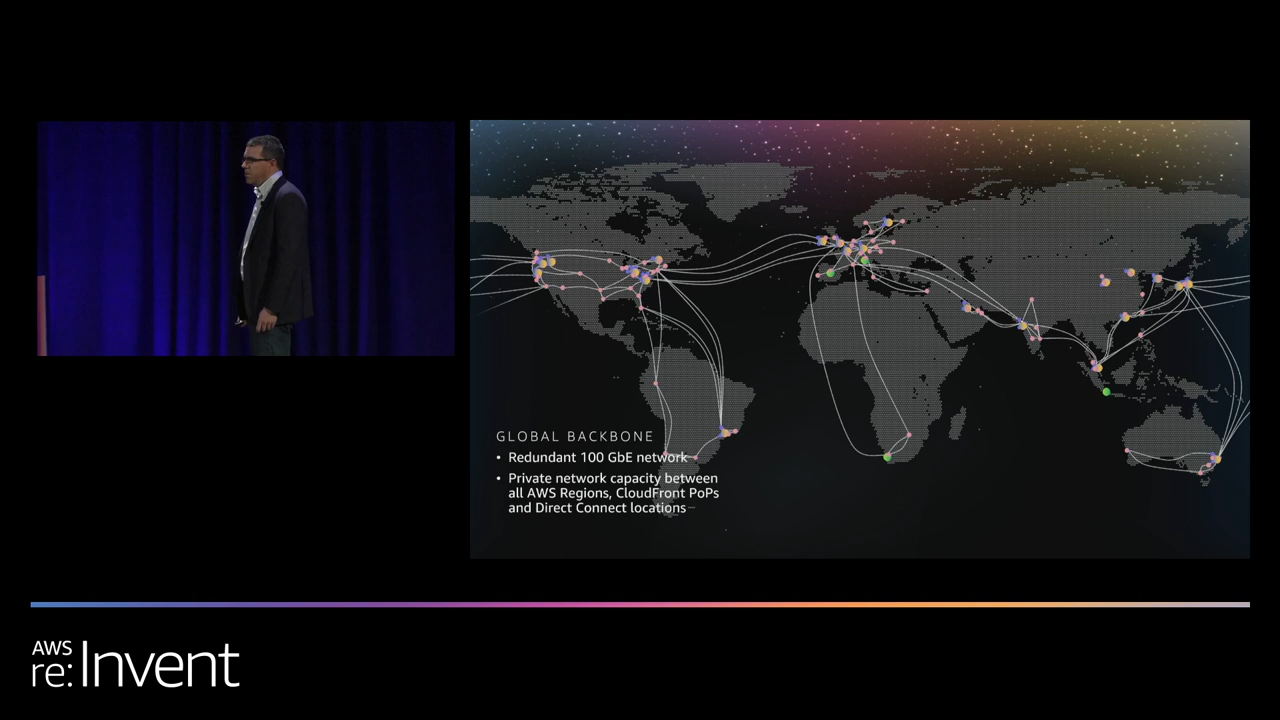 GLOBAL BACKBONE
• Redundant 100 GbE network
• Private network capacity between
all AWS Regions, CloudFront PoPs
and Direct Connect locations
AWS
re:Invent